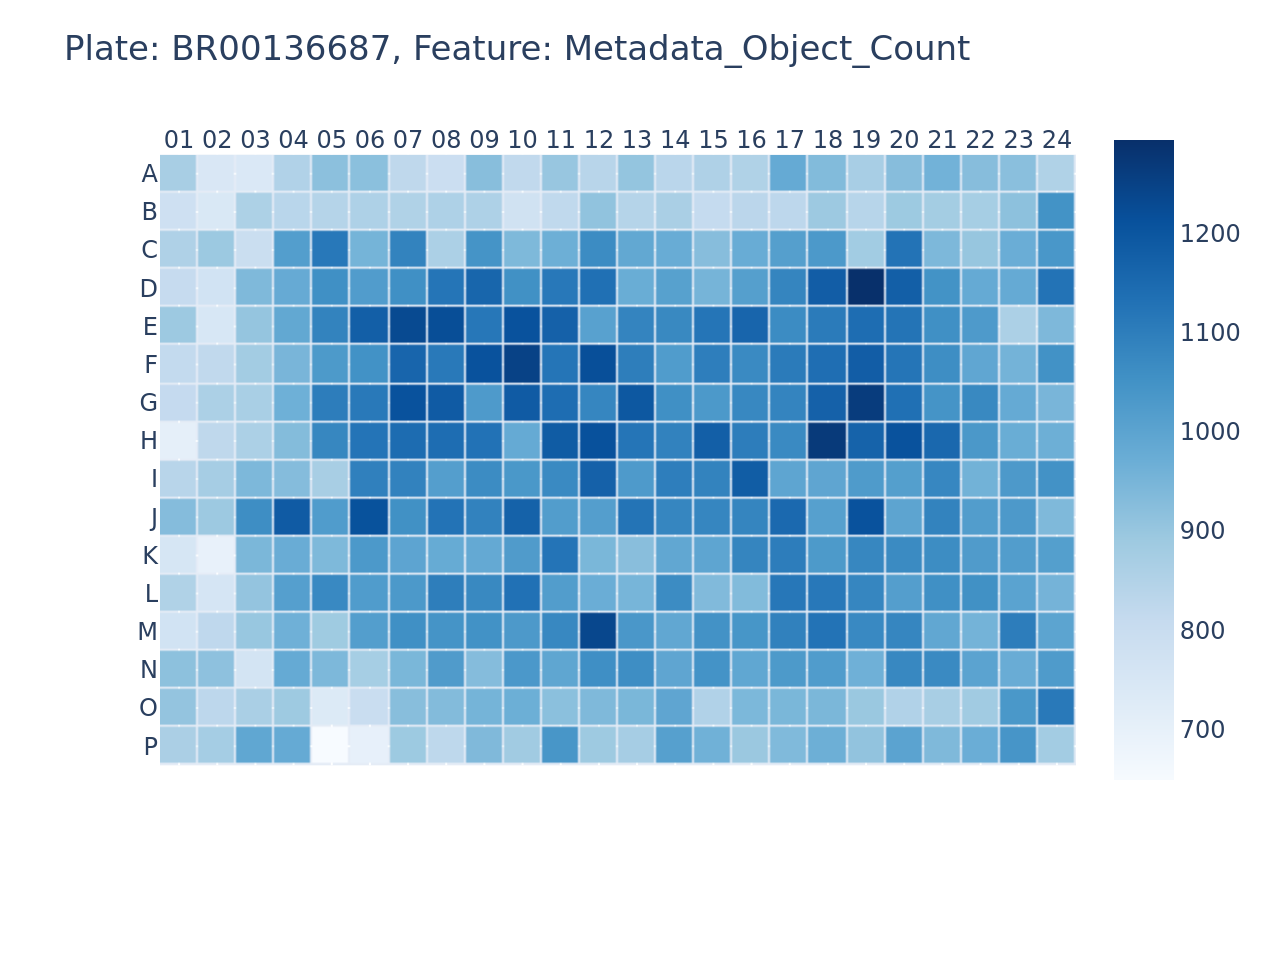 Plate: BR00136687, Feature: Metadata_Object_Count
01 02 03 04 05 06 07 08 09 10 11 12 13 14 15 16 17 18 19 20 21 22 23 24
A
B
C
D
E
F
G
H
I
J
K
L
M
N
O
P
1200
1100
1000
900
800
700